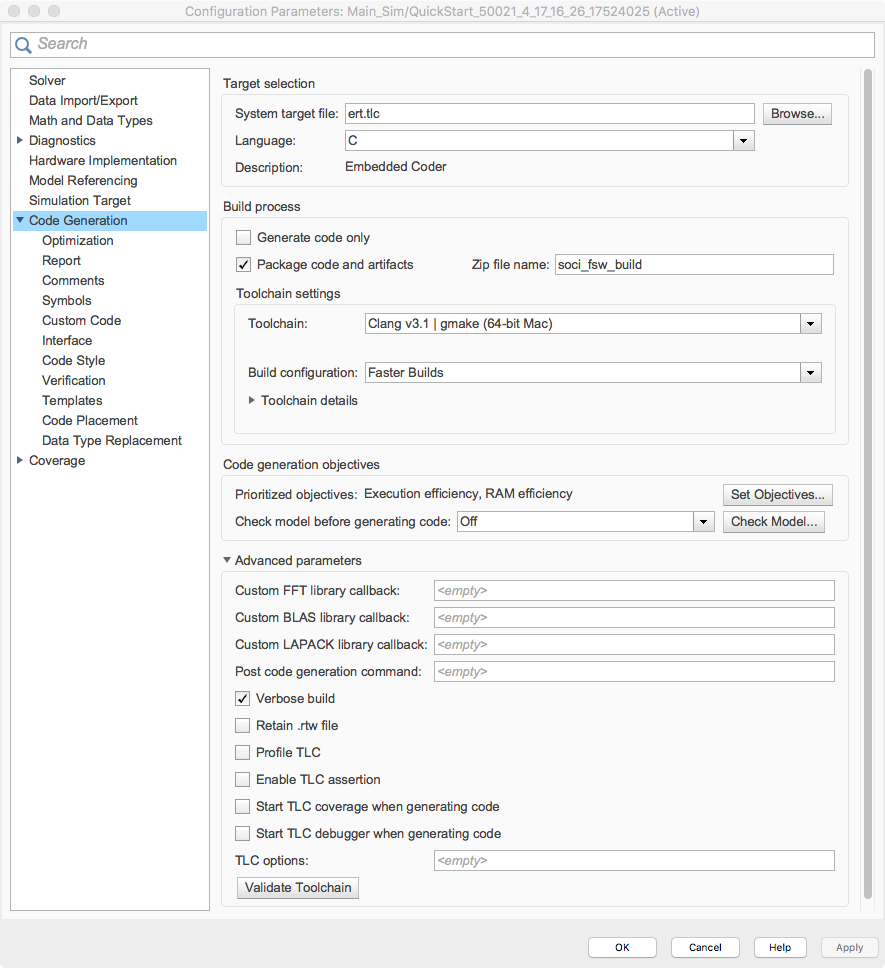 Configuration Parameters: Main_Sim/QuickStart_50021_4_17_16_26_17524025 (Active)
Search
Solver
Data Import/Export
Math and Data Types
Diagnostics
Hardware Implementation
Model Referencing
Simulation Target
Code Generation
Optimization
Report
Comments
Symbols
Custom Code
Interface
Code Style
Verification
Templates
Code Placement
Data Type Replacement
Coverage
Target selection
System target file: ert.tlc Browse...
Language: C
Description: Embedded Coder
Build process
Generate code only
Package code and artifacts Zip file name: soci_fsw_build
Toolchain settings
Toolchain: Clang v3.1 | gmake (64-bit Mac)
Build configuration: Faster Builds
Toolchain details
Code generation objectives
Prioritized objectives: Execution efficiency, RAM efficiency Set Objectives...
Check model before generating code: Off Check Model...
Advanced parameters
Custom FFT library callback: <empty>
Custom BLAS library callback: <empty>
Custom LAPACK library callback: <empty>
Post code generation command: <empty>
Verbose build
Retain .rtw file
Profile TLC
Enable TLC assertion
Start TLC coverage when generating code
Start TLC debugger when generating code
TLC options: <empty>
Validate Toolchain
OK Cancel Help Apply